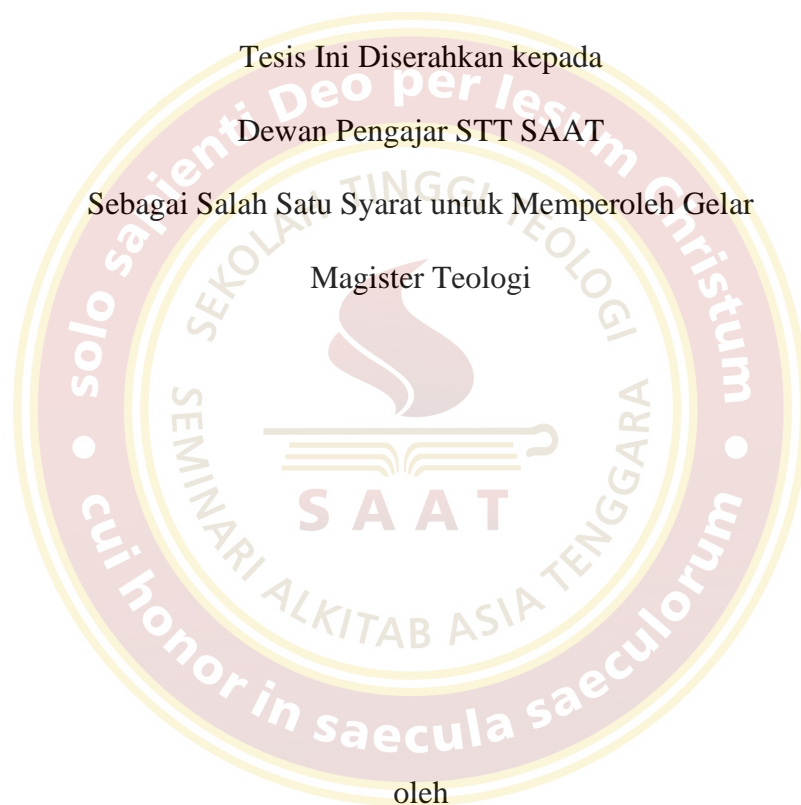 Tesis Ini Diserahkan kepada
Dewan Pengajar STT SAAT
Sebagai Salah Satu Syarat untuk Memperoleh Gelar
Magister Teologi
solo sapienti Deo per Iesum Christum
SEKOLAH TINGGI TEOLOGI
SEMINARI ALKITAB ASIA TENGGARA
SAAT
cui honor in saecula saeculorum
oleh